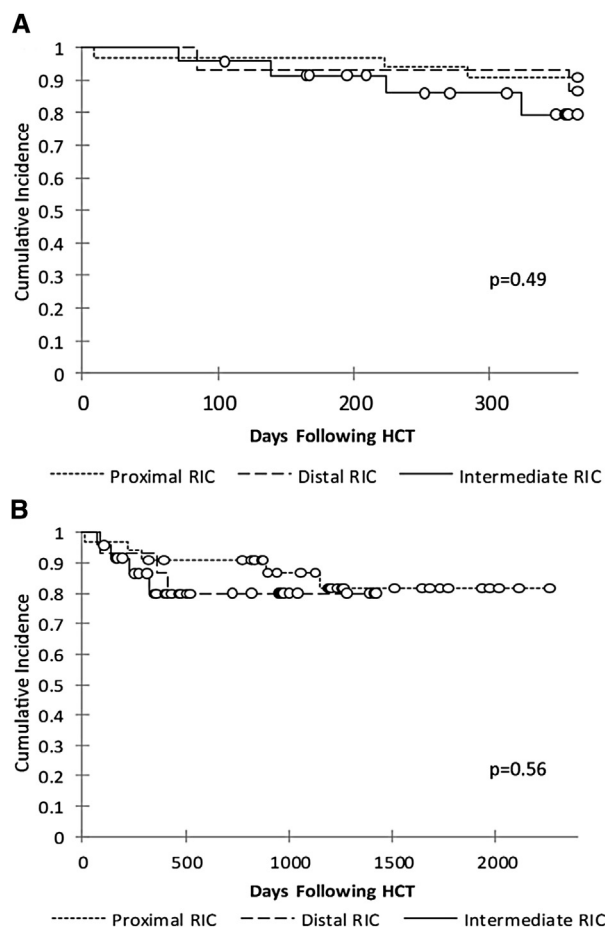 A
Cumulative Incidence
1
0.9
0.8
0.7
0.6
0.5
0.4
0.3
0.2
0.1
0
p=0.49
0 100 200 300
Days Following HCT
Proximal RIC Distal RIC Intermediate RIC
B
Cumulative Incidence
1
0.9
0.8
0.7
0.6
0.5
0.4
0.3
0.2
0.1
0
p=0.56
0 500 1000 1500 2000
Days Following HCT
Proximal RIC Distal RIC Intermediate RIC